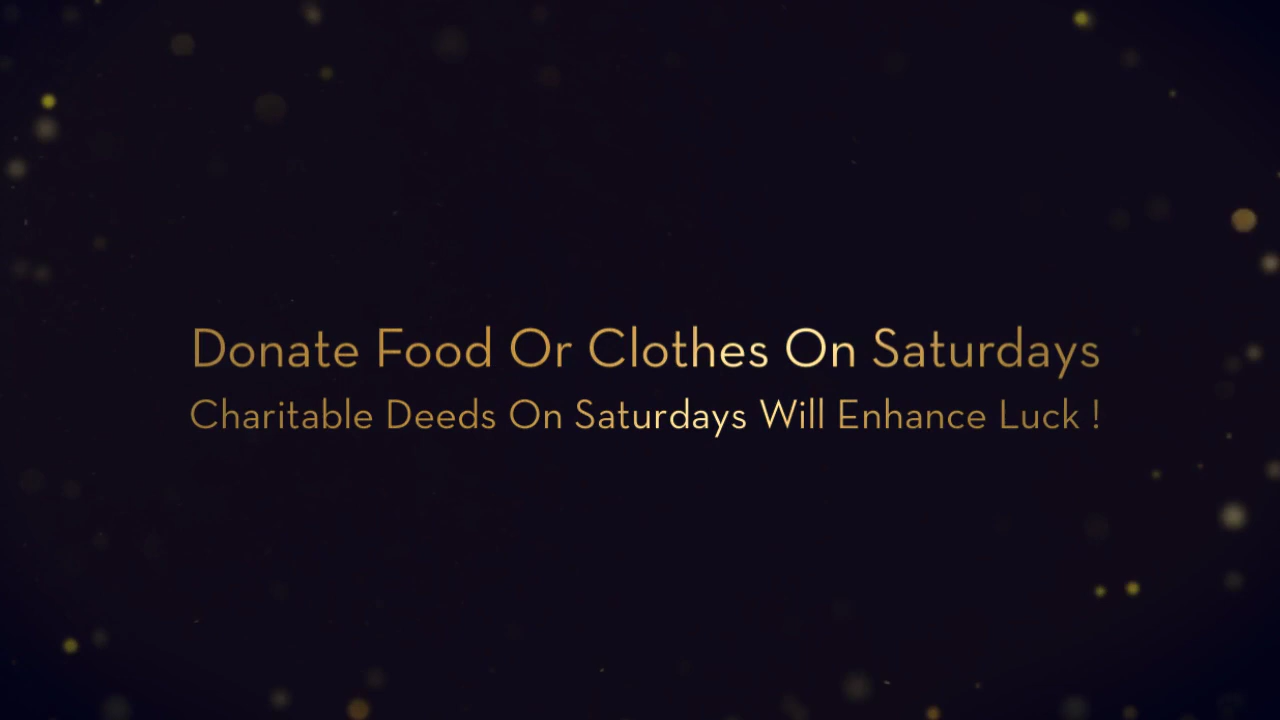 Donate Food Or Clothes On Saturdays
Charitable Deeds On Saturdays Will Enhance Luck !